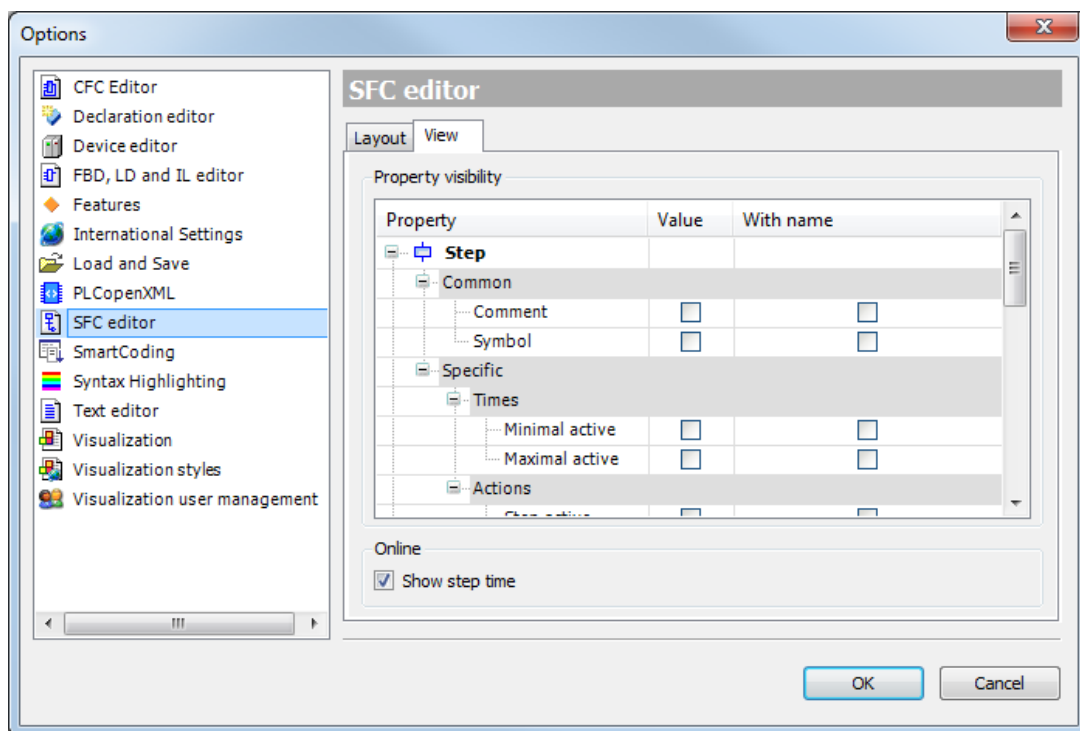 Options
CFC Editor
Declaration editor
Device editor
FBD, LD and IL editor
Features
International Settings
Load and Save
PLCopenXML
SFC editor
SmartCoding
Syntax Highlighting
Text editor
Visualization
Visualization styles
Visualization user management
SFC editor
Layout View
Property visibility
Property Value With name
Step
Common
Comment
Symbol
Specific
Times
Minimal active
Maximal active
Actions
Step active
Online
Show step time
OK Cancel